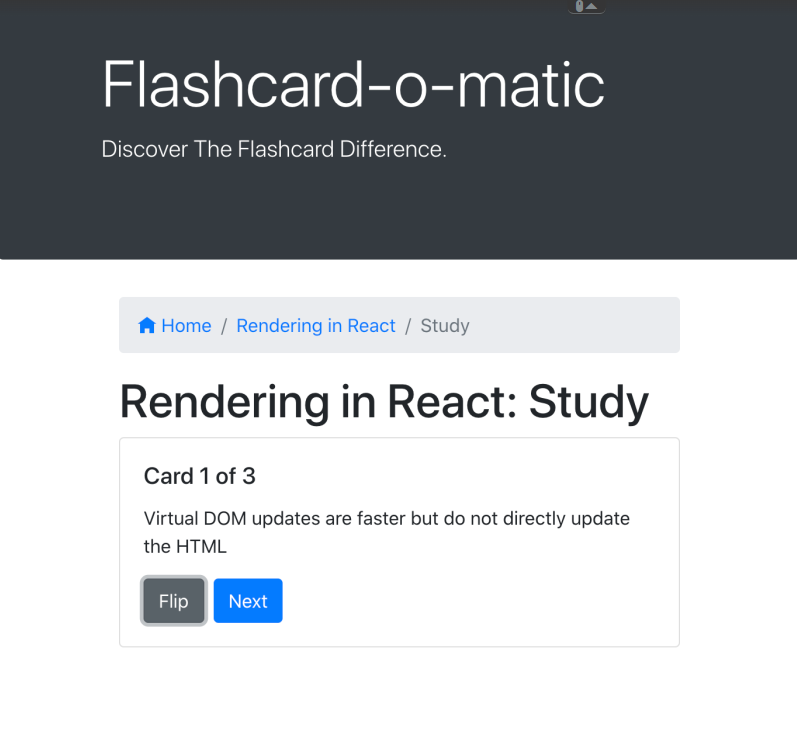 Flashcard-o-matic
Discover The Flashcard Difference.
Home / Rendering in React / Study
Rendering in React: Study
Card 1 of 3
Virtual DOM updates are faster but do not directly update
the HTML
Flip Next